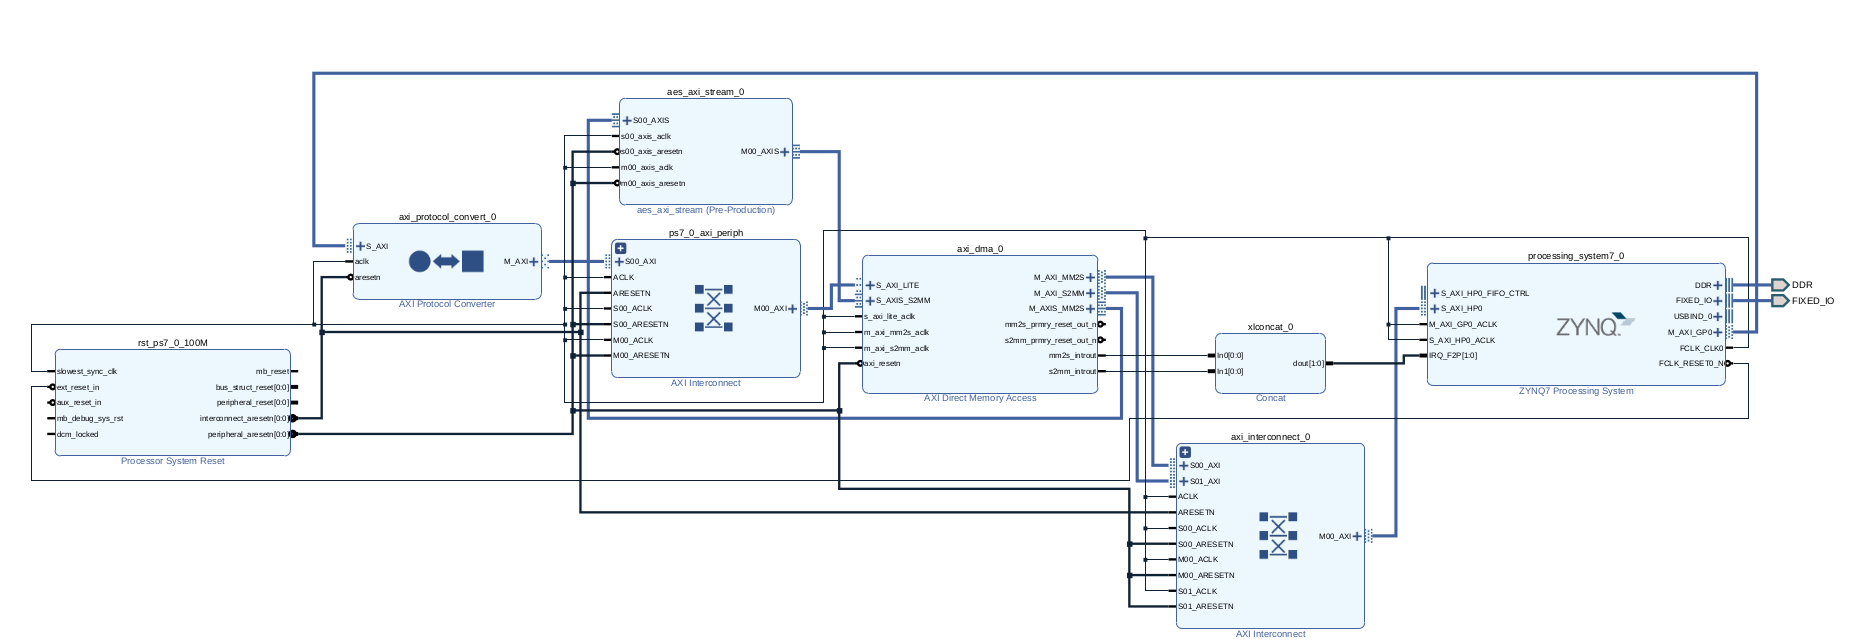 aes_axi_stream_0
S00_AXIS
s00_axis_aclk
s00_axis_aresetn
m00_axis_aclk
m00_axis_aresetn
M00_AXIS
aes_axi_stream (Pre-Production)
axi_protocol_convert_0
S_AXI
aclk
aresetn
M_AXI
AXI Protocol Converter
ps7_0_axi_periph
S00_AXI
ACLK
ARESETN
S00_ACLK
S00_ARESETN
M00_ACLK
M00_ARESETN
M00_AXI
AXI Interconnect
axi_dma_0
S_AXI_LITE
S_AXIS_S2MM
s_axi_lite_aclk
m_axi_mm2s_aclk
m_axi_s2mm_aclk
axi_resetn
M_AXI_MM2S
M_AXI_S2MM
M_AXIS_MM2S
mm2s_prmry_reset_out_n
s2mm_prmry_reset_out_n
mm2s_introut
s2mm_introut
AXI Direct Memory Access
xlconcat_0
In0[0:0]
In1[0:0]
dout[1:0]
Concat
processing_system7_0
S_AXI_HP0_FIFO_CTRL
S_AXI_HP0
M_AXI_GP0_ACLK
S_AXI_HP0_ACLK
IRQ_F2P[1:0]
ZYNQ
DDR
FIXED_IO
USBIND_0
M_AXI_GP0
FCLK_CLK0
FCLK_RESET0_N
ZYNQ7 Processing System
DDR
FIXED_IO
rst_ps7_0_100M
slowest_sync_clk
ext_reset_in
aux_reset_in
mb_debug_sys_rst
dcm_locked
mb_reset
bus_struct_reset[0:0]
peripheral_reset[0:0]
interconnect_aresetn[0:0]
peripheral_aresetn[0:0]
Processor System Reset
axi_interconnect_0
S00_AXI
S01_AXI
ACLK
ARESETN
S00_ACLK
S00_ARESETN
M00_ACLK
M00_ARESETN
S01_ACLK
S01_ARESETN
M00_AXI
AXI Interconnect